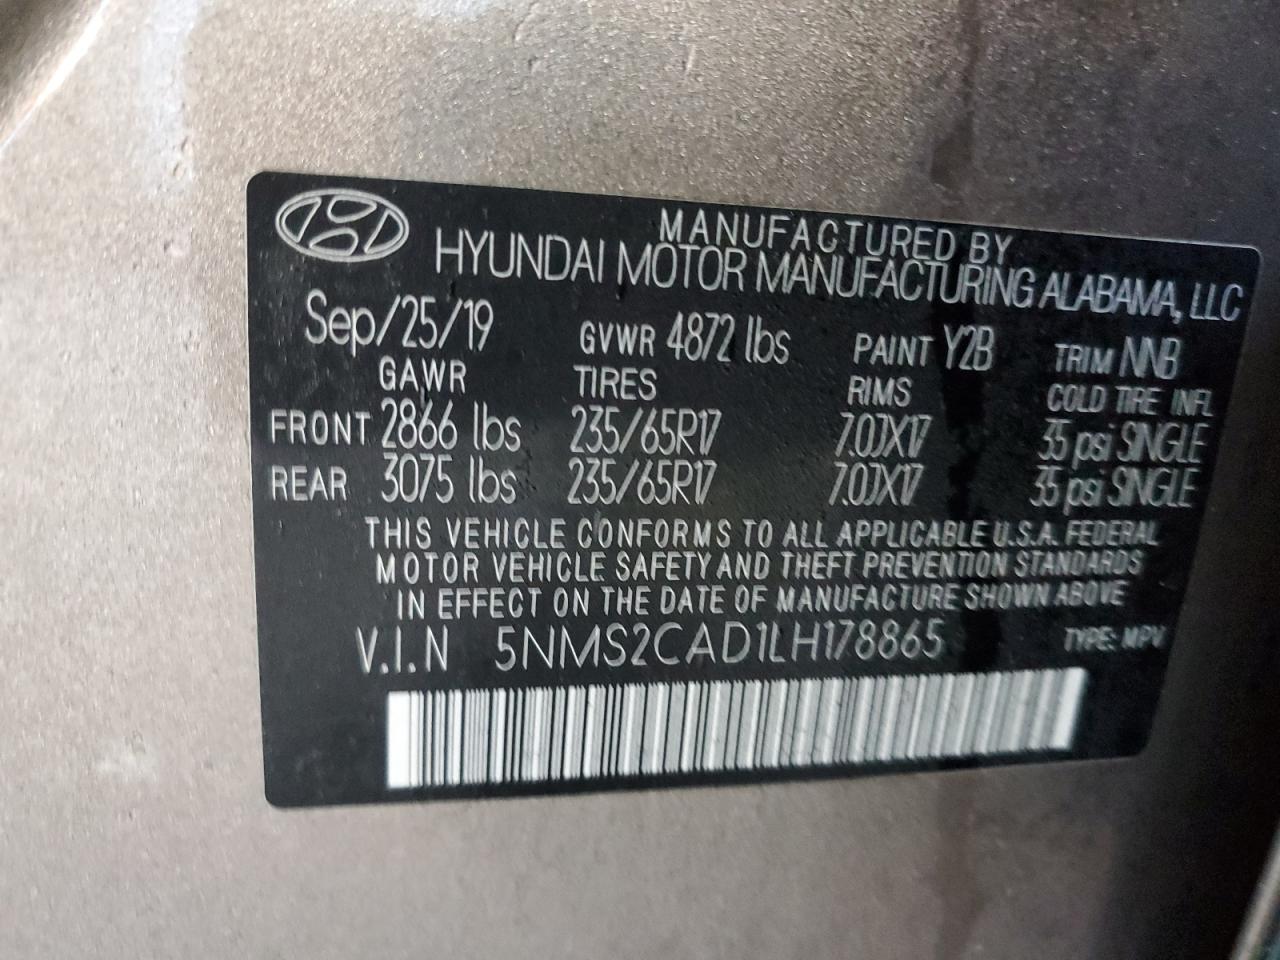 MANUFACTURED BY
HYUNDAI MOTOR MANUFACTURING ALABAMA, LLC
Sep/25/19 GVWR 4872 lbs PAINT Y2B TRIM NNB
GAWR TIRES RIMS COLD TIRE INFL
FRONT 2866 lbs 235/65R17 7.0JX17 35 psi SINGLE
REAR 3075 lbs 235/65R17 7.0JX17 35 psi SINGLE
THIS VEHICLE CONFORMS TO ALL APPLICABLE U.S.A. FEDERAL
MOTOR VEHICLE SAFETY AND THEFT PREVENTION STANDARDS
IN EFFECT ON THE DATE OF MANUFACTURE SHOWN ABOVE
V.I.N 5NMS2CAD1LH178865 TYPE: MPV